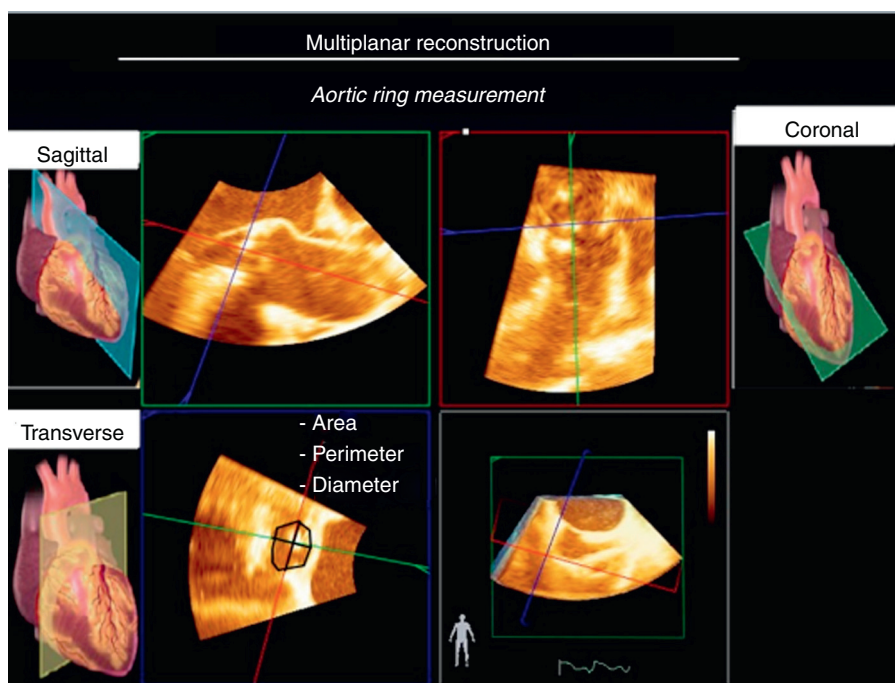 Multiplanar reconstruction
Aortic ring measurement
Sagittal
Coronal
Transverse
- Area
- Perimeter
- Diameter